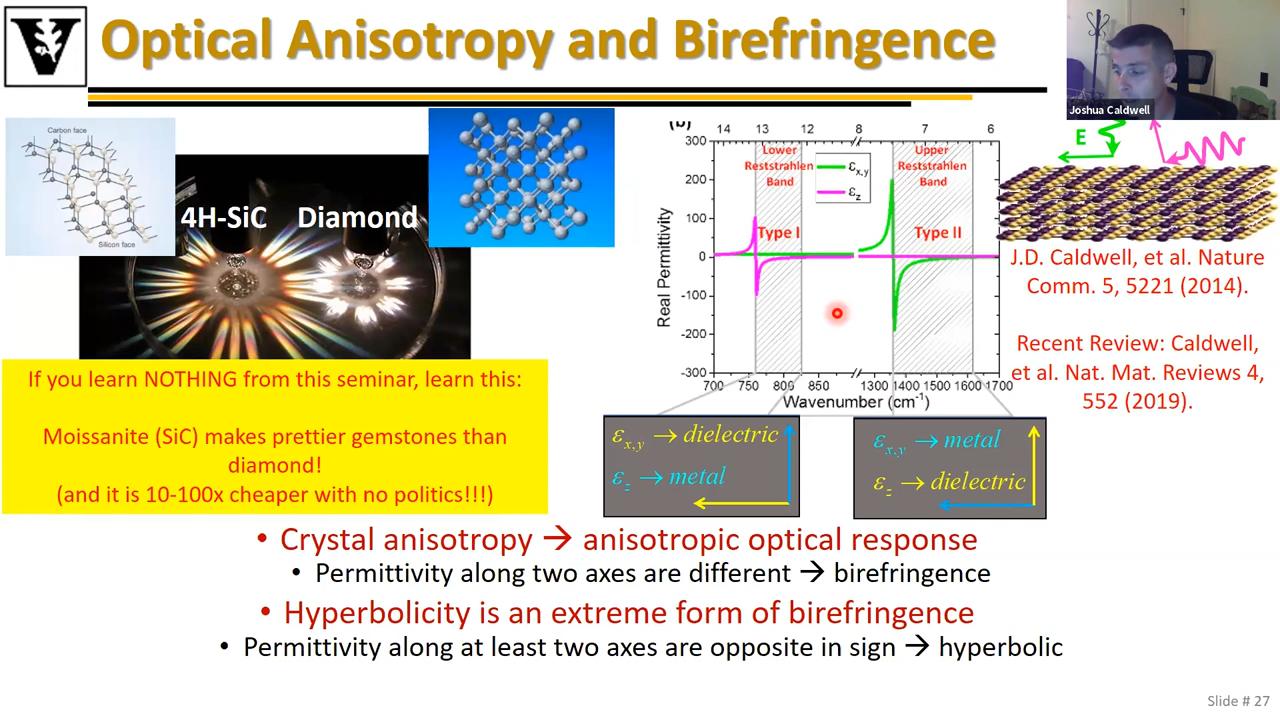 Optical Anisotropy and Birefringence
Joshua Caldwell
Carbon face
Silicon face
4H-SiC Diamond
If you learn NOTHING from this seminar, learn this:
Moissanite (SiC) makes prettier gemstones than
diamond!
(and it is 10-100x cheaper with no politics!!!)
(b)
14 13 12 8 7 6
300
200
100
0
-100
-200
-300
Real Permittivity
Lower
Reststrahlen
Band
εx,y
εz
Upper
Reststrahlen
Band
Type I
Type II
700 750 800 850 1300 1400 1500 1600 1700
Wavenumber (cm-1)
E
J.D. Caldwell, et al. Nature
Comm. 5, 5221 (2014).
Recent Review: Caldwell,
et al. Nat. Mat. Reviews 4,
552 (2019).
εx,y → dielectric
εz → metal
εx,y → metal
εz → dielectric
• Crystal anisotropy → anisotropic optical response
• Permittivity along two axes are different → birefringence
• Hyperbolicity is an extreme form of birefringence
• Permittivity along at least two axes are opposite in sign → hyperbolic
Slide # 27